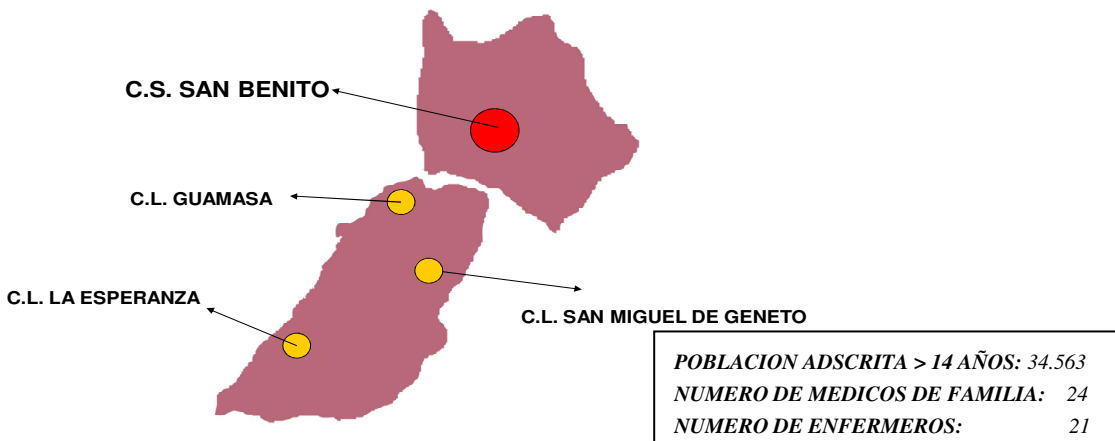 C.S. SAN BENITO
C.L. GUAMASA
C.L. LA ESPERANZA
C.L. SAN MIGUEL DE GENETO
POBLACION ADSCRITA > 14 AÑOS: 34.563
NUMERO DE MEDICOS DE FAMILIA: 24
NUMERO DE ENFERMEROS: 21